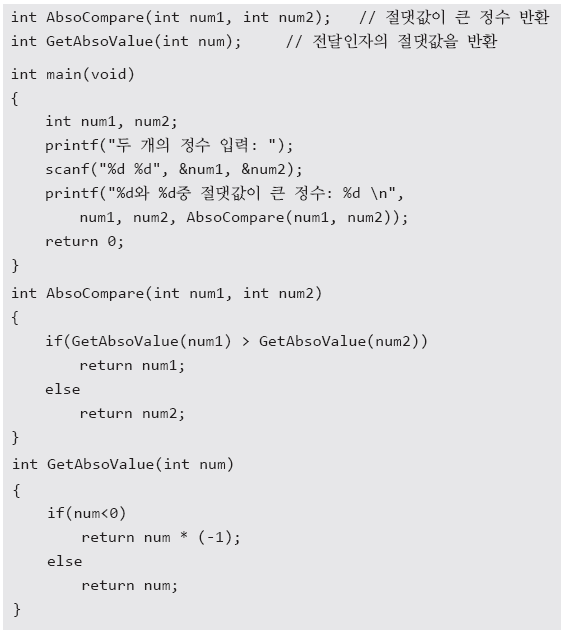 int AbsoCompare(int num1, int num2);   // 절댓값이 큰 정수 반환
int GetAbsoValue(int num);     // 전달인자의 절댓값을 반환
int main(void)
{
    int num1, num2;
    printf("두 개의 정수 입력: ");
    scanf("%d %d", &num1, &num2);
    printf("%d와 %d중 절댓값이 큰 정수: %d \n",
        num1, num2, AbsoCompare(num1, num2));
    return 0;
}
int AbsoCompare(int num1, int num2)
{
    if(GetAbsoValue(num1) > GetAbsoValue(num2))
        return num1;
    else
        return num2;
}
int GetAbsoValue(int num)
{
    if(num<0)
        return num * (-1);
    else
        return num;
}